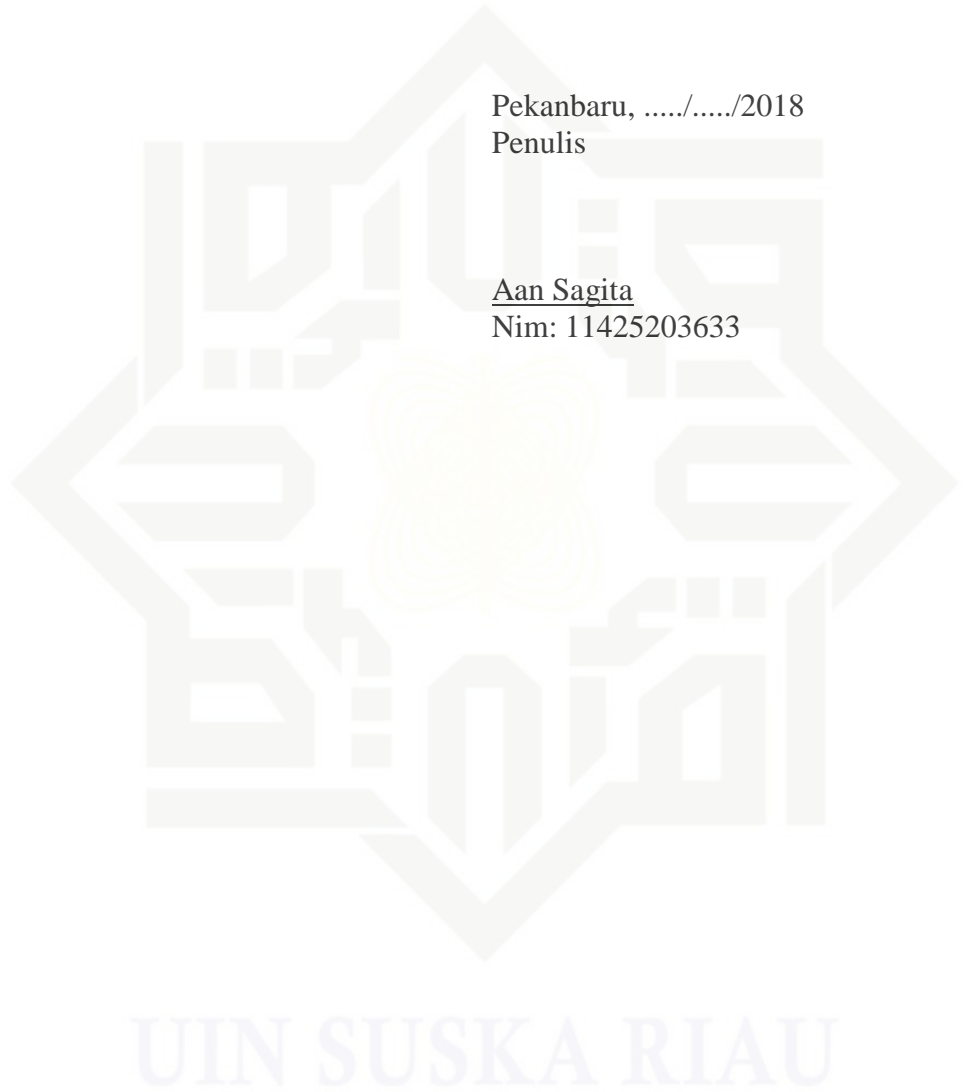 Pekanbaru, ...../...../2018
Penulis
Aan Sagita
Nim: 11425203633
UIN SUSKA RIAU